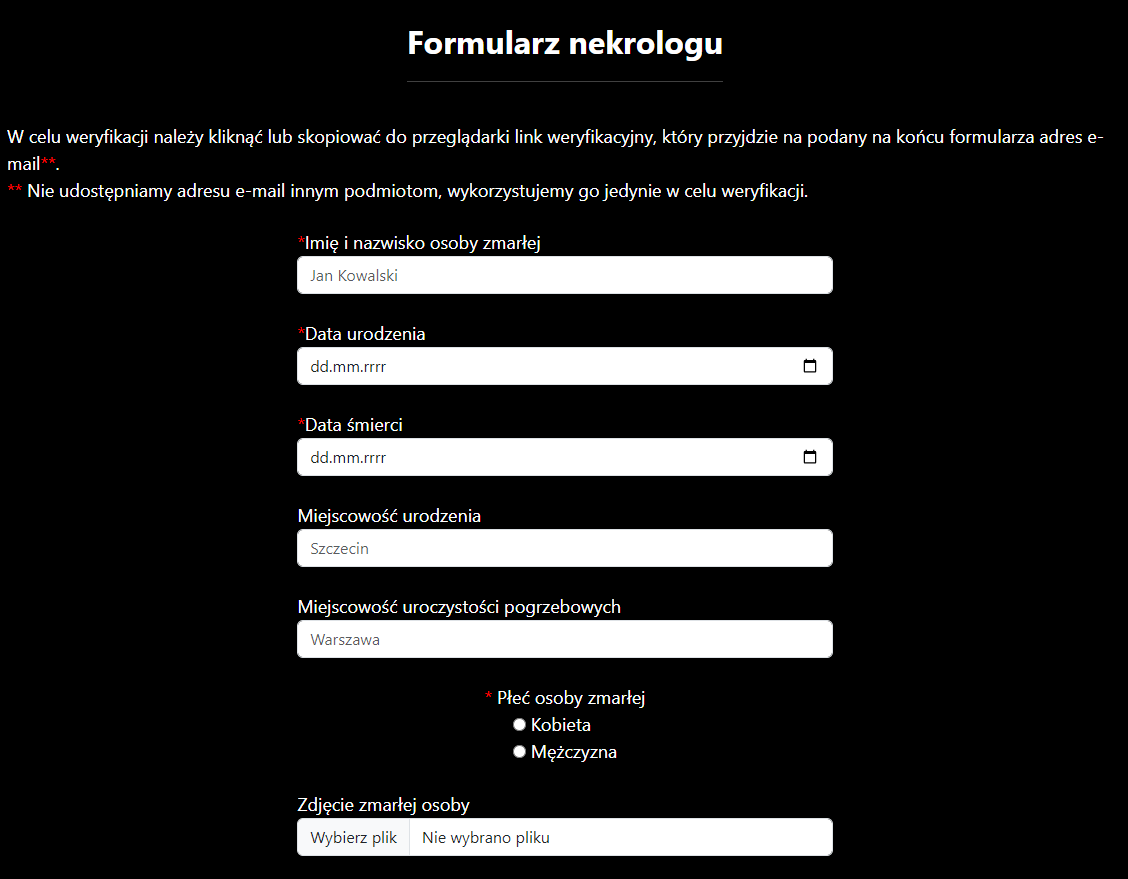 Formularz nekrologu
W celu weryfikacji należy kliknąć lub skopiować do przeglądarki link weryfikacyjny, który przyjdzie na podany na końcu formularza adres e-
mail**.
** Nie udostępniamy adresu e-mail innym podmiotom, wykorzystujemy go jedynie w celu weryfikacji.
*Imię i nazwisko osoby zmarłej
Jan Kowalski
*Data urodzenia
dd.mm.rrrr
*Data śmierci
dd.mm.rrrr
Miejscowość urodzenia
Szczecin
Miejscowość uroczystości pogrzebowych
Warszawa
* Płeć osoby zmarłej
Kobieta
Mężczyzna
Zdjęcie zmarłej osoby
Wybierz plik Nie wybrano pliku